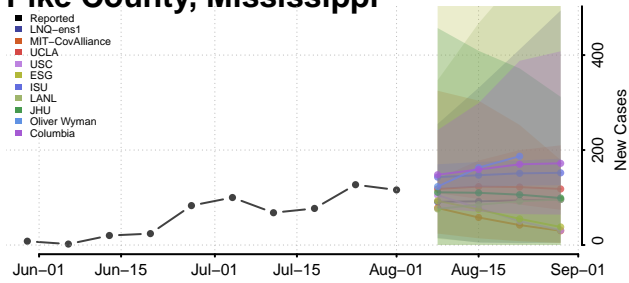 Pike County, Mississippi
Reported
LNQ−ens1
MIT−CovAlliance
UCLA
USC
ESG
ISU
LANL
JHU
Oliver Wyman
Columbia
400
200
0
New Cases
Jun−01
Jun−15
Jul−01
Jul−15
Aug−01
Aug−15
Sep−01